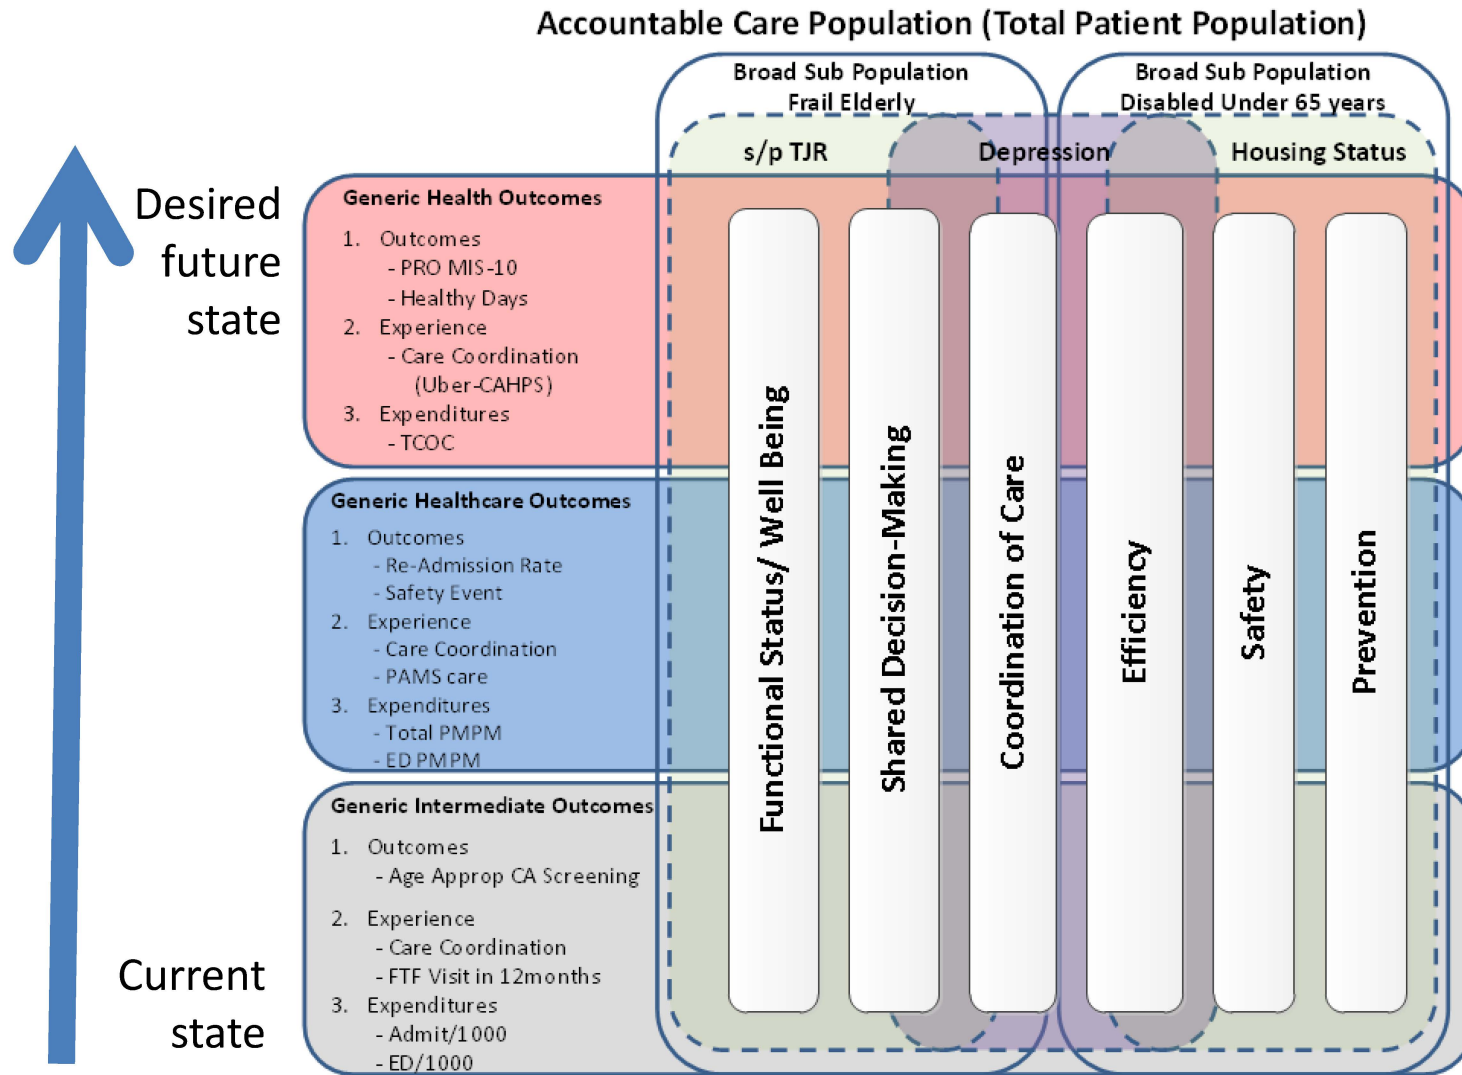 Accountable Care Population (Total Patient Population)
Broad Sub Population
Frail Elderly
Broad Sub Population
Disabled Under 65 years
s/p TJR
Depression
Housing Status
Desired
future
state
Current
state
Generic Health Outcomes
1. Outcomes
- PRO MIS-10
- Healthy Days
2. Experience
- Care Coordination
(Uber-CAHPS)
3. Expenditures
- TCOC
Generic Healthcare Outcomes
1. Outcomes
- Re-Admission Rate
- Safety Event
2. Experience
- Care Coordination
- PAMS care
3. Expenditures
- Total PMPM
- ED PMPM
Generic Intermediate Outcomes
1. Outcomes
- Age Approp CA Screening
2. Experience
- Care Coordination
- FTF Visit in 12months
3. Expenditures
- Admit/1000
- ED/1000
Functional Status/ Well Being
Shared Decision-Making
Coordination of Care
Efficiency
Safety
Prevention